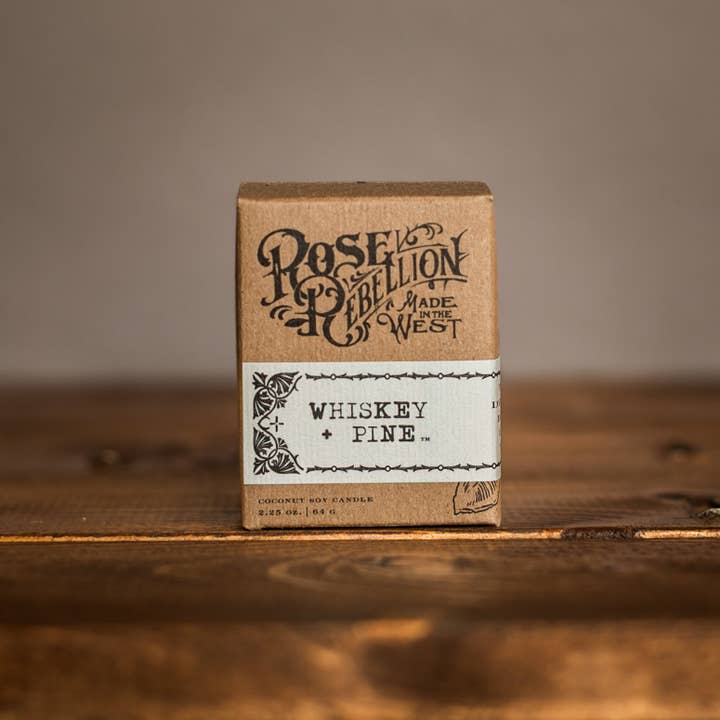 ROSE
REBELLION
MADE
IN THE
WEST
WHISKEY
+ PINE™
COCONUT SOY CANDLE
2.25 oz. | 64 G